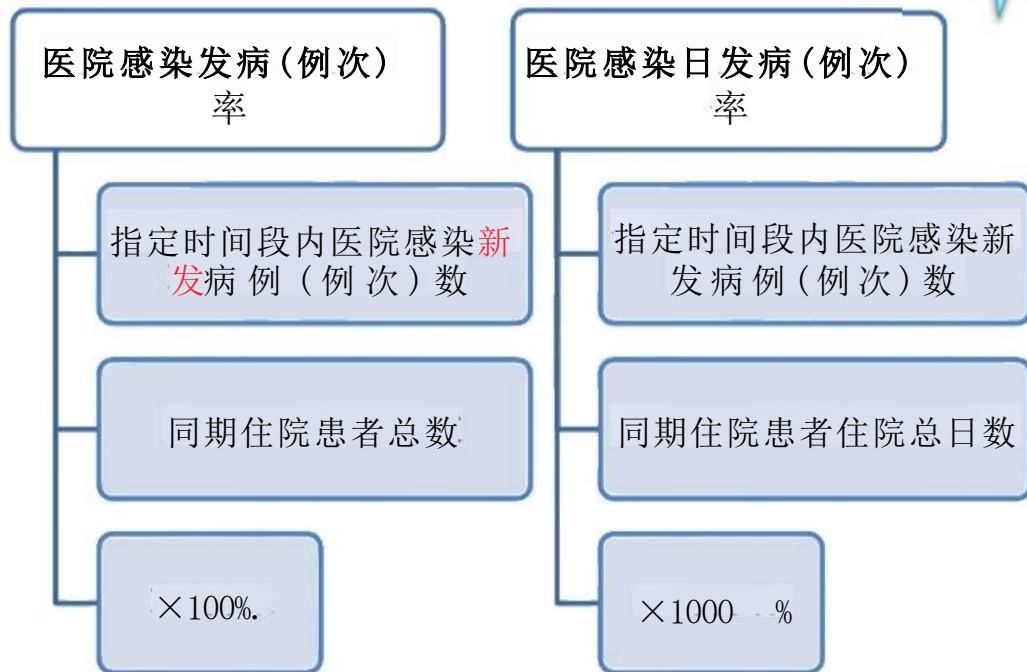 医院感染发病(例次)
率
指定时间段内医院感染新
发病例(例次)数
同期住院患者总数
×100%.
医院感染日发病(例次)
率
指定时间段内医院感染新
发病例(例次)数
同期住院患者住院总日数
×1000 %